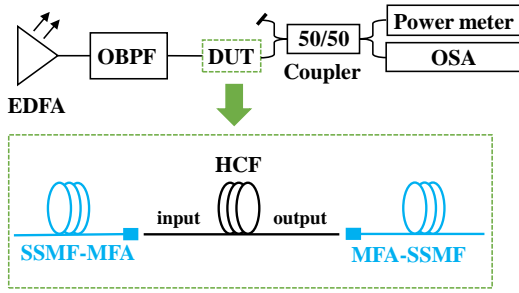 Power meter
50/50
OBPF
DUT
OSA
Coupler
EDFA
HCF
input
output
SSMF-MFA
MFA-SSMF